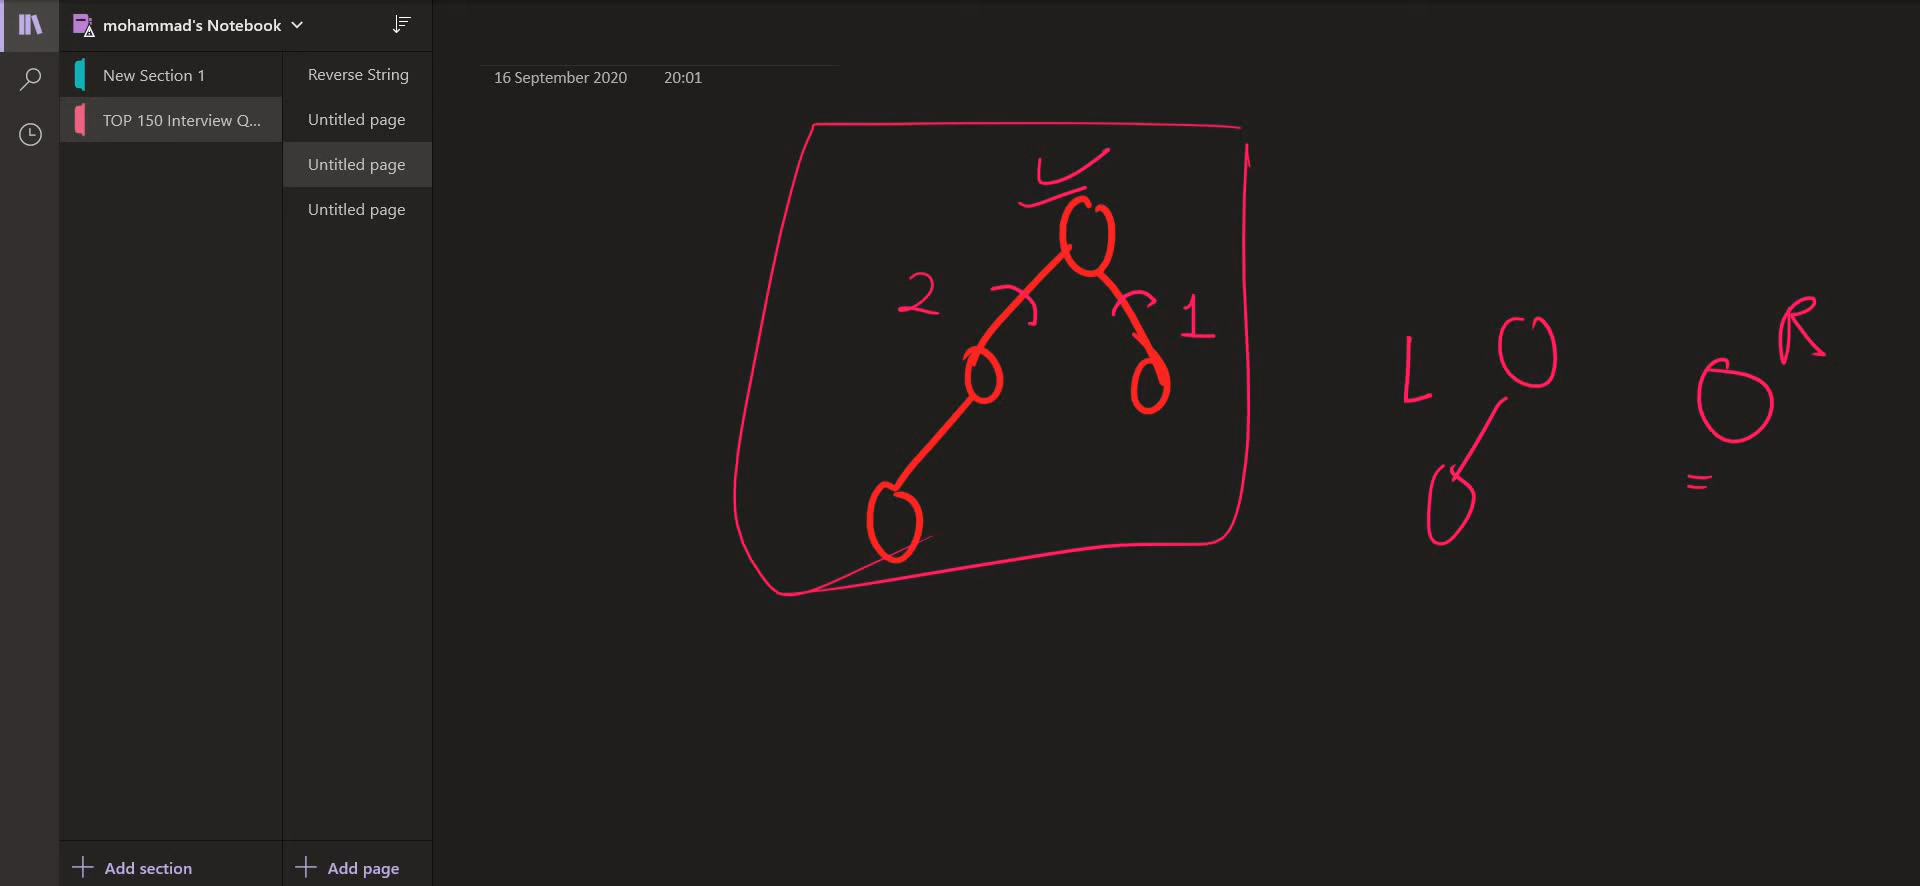 mohammad's Notebook
New Section 1
TOP 150 Interview Q...
Reverse String
Untitled page
Untitled page
Untitled page
16 September 2020 20:01
2
1
L
R
=
Add section
Add page